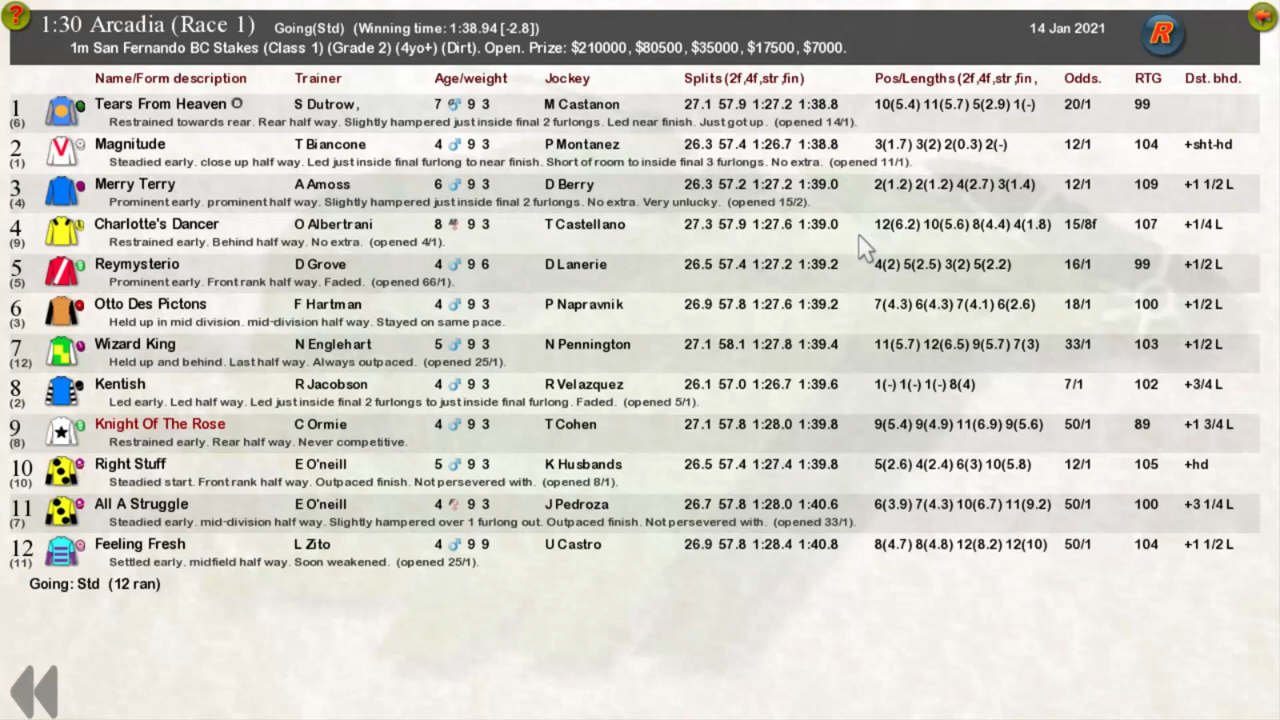 ?
1:30 Arcadia (Race 1) Going(Std) (Winning time: 1:38.94 [-2.8]) 14 Jan 2021 R
1m San Fernando BC Stakes (Class 1) (Grade 2) (4yo+) (Dirt). Open. Prize: $210000, $80500, $35000, $17500, $7000.
Name/Form description Trainer Age/weight Jockey Splits (2f,4f,str,fin) Pos/Lengths (2f,4f,str,fin, Odds. RTG Dst. bhd.
1 Tears From Heaven S Dutrow, 7 9 3 M Castanon 27.1 57.9 1:27.2 1:38.8 10(5.4) 11(5.7) 5(2.9) 1(-) 20/1 99
(6) Restrained towards rear. Rear half way. Slightly hampered just inside final 2 furlongs. Led near finish. Just got up. (opened 14/1).
2 Magnitude T Biancone 4 9 3 P Montanez 26.3 57.4 1:26.7 1:38.8 3(1.7) 3(2) 2(0.3) 2(-) 12/1 104 +sht-hd
(1) Steadied early. close up half way. Led just inside final furlong to near finish. Short of room to inside final 3 furlongs. No extra. (opened 11/1).
3 Merry Terry A Amoss 6 9 3 D Berry 26.3 57.2 1:27.2 1:39.0 2(1.2) 2(1.2) 4(2.7) 3(1.4) 12/1 109 +1 1/2 L
(4) Prominent early. prominent half way. Slightly hampered just inside final 2 furlongs. No extra. Very unlucky. (opened 15/2).
4 Charlotte's Dancer O Albertrani 8 9 3 T Castellano 27.3 57.9 1:27.6 1:39.0 12(6.2) 10(5.6) 8(4.4) 4(1.8) 15/8f 107 +1/4 L
(9) Restrained early. Behind half way. No extra. (opened 4/1).
5 Reymysterio D Grove 4 9 6 D Lanerie 26.5 57.4 1:27.2 1:39.2 4(2) 5(2.5) 3(2) 5(2.2) 16/1 99 +1/2 L
(5) Prominent early. Front rank half way. Faded. (opened 66/1).
6 Otto Des Pictons F Hartman 4 9 3 P Napravnik 26.9 57.8 1:27.6 1:39.2 7(4.3) 6(4.3) 7(4.1) 6(2.6) 18/1 100 +1/2 L
(3) Held up in mid division. mid-division half way. Stayed on same pace.
7 Wizard King N Englehart 5 9 3 N Pennington 27.1 58.1 1:27.8 1:39.4 11(5.7) 12(6.5) 9(5.7) 7(3) 33/1 103 +1/2 L
(12) Held up and behind. Last half way. Always outpaced. (opened 25/1).
8 Kentish R Jacobson 4 9 3 R Velazquez 26.1 57.0 1:26.7 1:39.6 1(-) 1(-) 1(-) 8(4) 7/1 102 +3/4 L
(2) Led early. Led half way. Led just inside final 2 furlongs to just inside final furlong. Faded. (opened 5/1).
9 Knight Of The Rose C Ormie 4 9 3 T Cohen 27.1 57.8 1:28.0 1:39.8 9(5.4) 9(4.9) 11(6.9) 9(5.6) 50/1 89 +1 3/4 L
(8) Restrained early. Rear half way. Never competitive.
10 Right Stuff E O'neill 5 9 3 K Husbands 26.5 57.4 1:27.4 1:39.8 5(2.6) 4(2.4) 6(3) 10(5.8) 12/1 105 +hd
(10) Steadied start. Front rank half way. Outpaced finish. Not persevered with. (opened 8/1).
11 All A Struggle E O'neill 4 9 3 J Pedroza 26.7 57.8 1:28.0 1:40.6 6(3.9) 7(4.3) 10(6.7) 11(9.2) 50/1 100 +3 1/4 L
(7) Steadied early. mid-division half way. Slightly hampered over 1 furlong out. Outpaced finish. Not persevered with. (opened 33/1).
12 Feeling Fresh L Zito 4 9 9 U Castro 26.9 57.8 1:28.4 1:40.8 8(4.7) 8(4.8) 12(8.2) 12(10) 50/1 104 +1 1/2 L
(11) Settled early. midfield half way. Soon weakened. (opened 25/1).
Going: Std (12 ran)